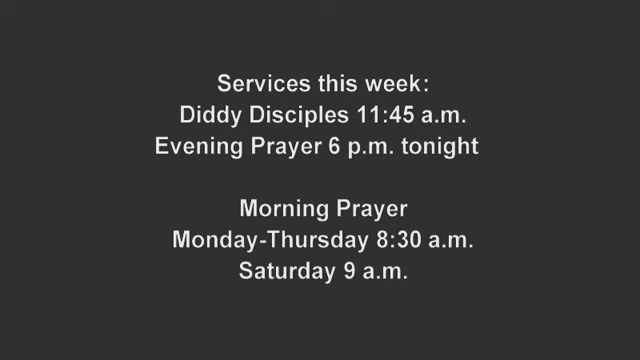 Services this week:
Diddy Disciples 11:45 a.m.
Evening Prayer 6 p.m. tonight
Morning Prayer
Monday-Thursday 8:30 a.m.
Saturday 9 a.m.